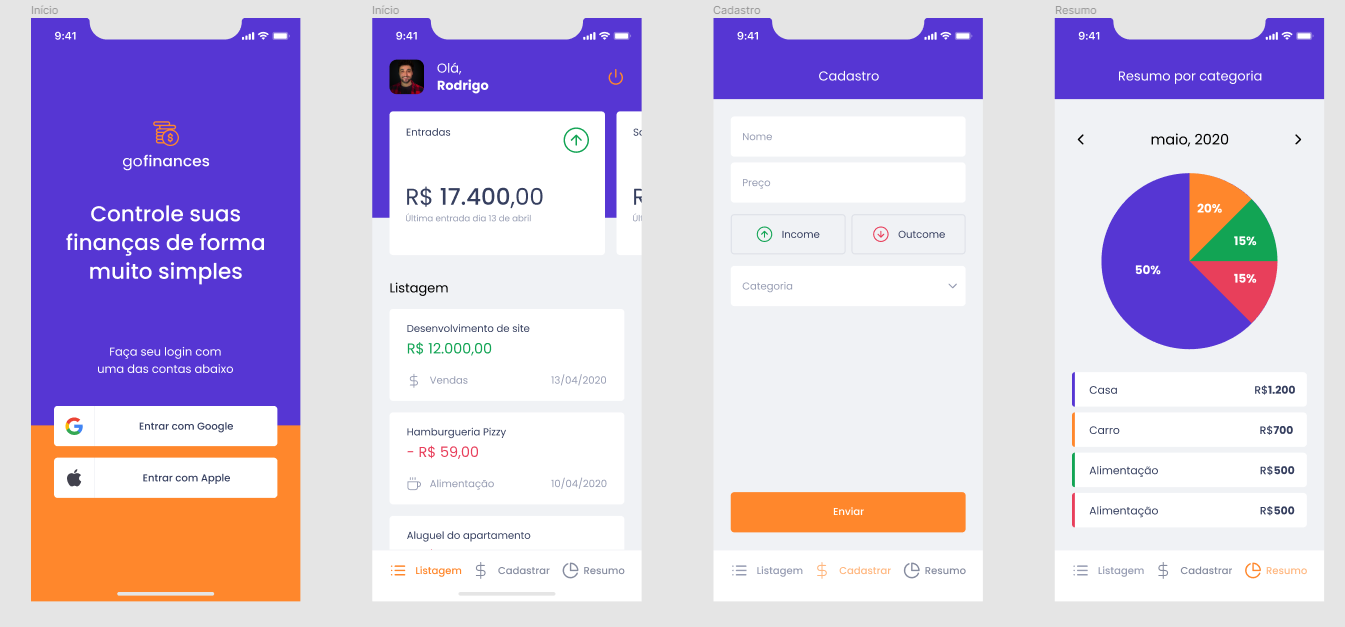 Início
9:41
gofinances
Controle suas
finanças de forma
muito simples
Faça seu login com
uma das contas abaixo
Entrar com Google
Entrar com Apple
Início
9:41
Olá,
Rodrigo
Entradas
R$ 17.400,00
Última entrada dia 13 de abril
Listagem
Desenvolvimento de site
R$ 12.000,00
Vendas 13/04/2020
Hamburgueria Pizzy
- R$ 59,00
Alimentação 10/04/2020
Aluguel do apartamento
Listagem Cadastrar Resumo
Cadastro
9:41
Cadastro
Nome
Preço
Income Outcome
Categoria
Enviar
Listagem Cadastrar Resumo
Resumo
9:41
Resumo por categoria
maio, 2020
20%
15%
50%
15%
Casa R$1.200
Carro R$700
Alimentação R$500
Alimentação R$500
Listagem Cadastrar Resumo